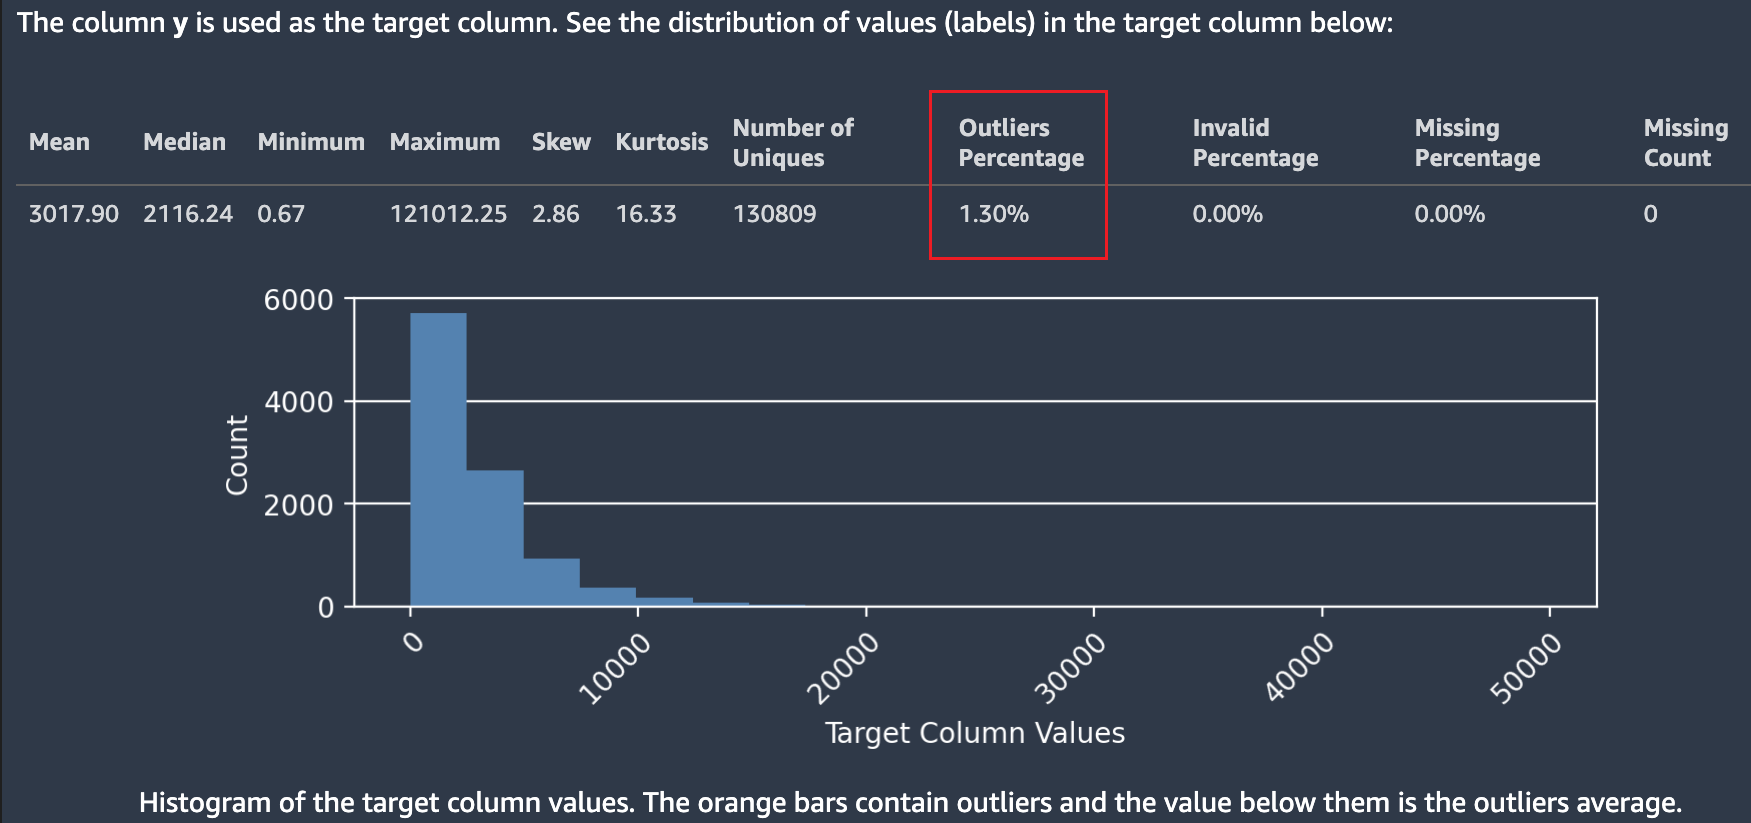 The column y is used as the target column. See the distribution of values (labels) in the target column below:
Mean Median Minimum Maximum Skew Kurtosis Number of Uniques Outliers Percentage Invalid Percentage Missing Percentage Missing Count
3017.90 2116.24 0.67 121012.25 2.86 16.33 130809 1.30% 0.00% 0.00% 0
6000
4000
2000
0
Count
0 10000 20000 30000 40000 50000
Target Column Values
Histogram of the target column values. The orange bars contain outliers and the value below them is the outliers average.